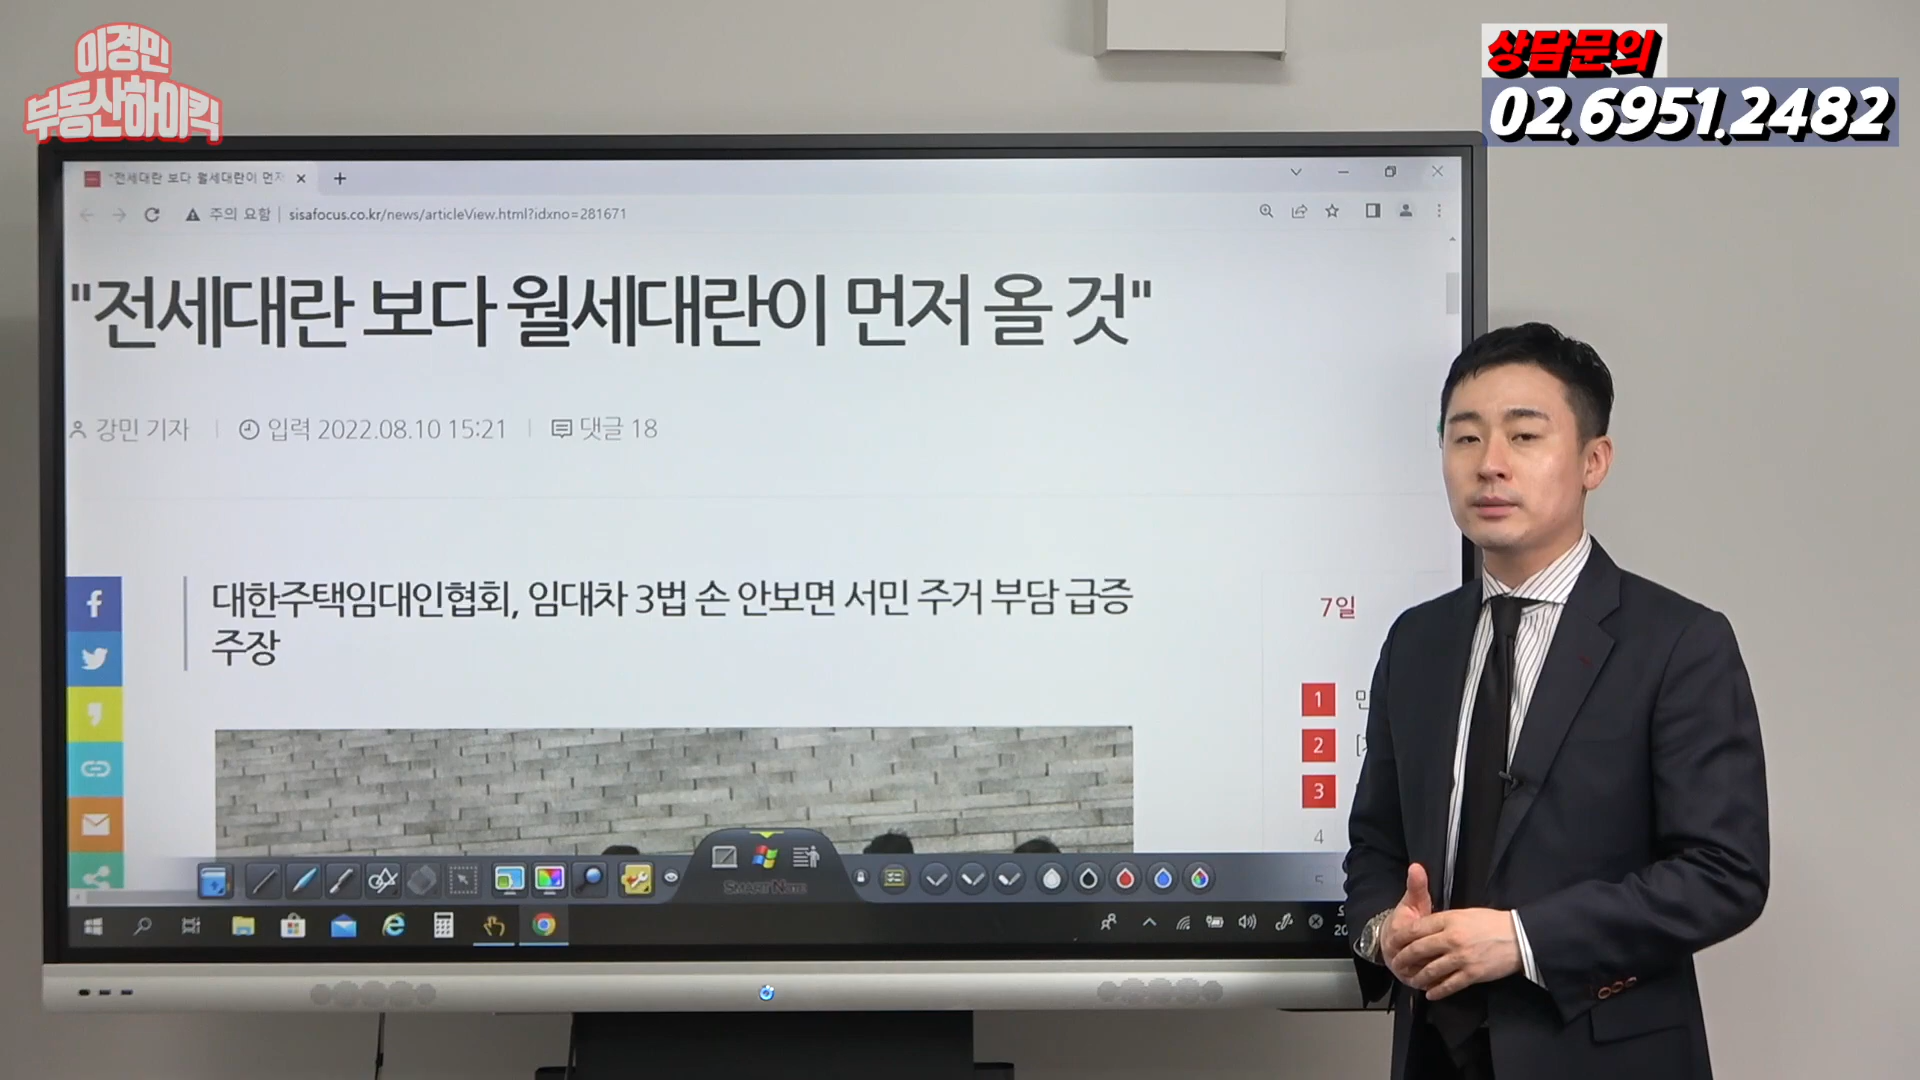 이경민
부동산하이킥
상담문의
02.6951.2482
"전세대란 보다 월세대란이 먼저
주의 요함 | sisafocus.co.kr/news/articleView.html?idxno=281671
"전세대란 보다 월세대란이 먼저 올 것"
강민 기자 | 입력 2022.08.10 15:21 | 댓글 18
대한주택임대인협회, 임대차 3법 손 안보면 서민 주거 부담 급증
주장
7일
1
2
3
4
5
SMART NOTE